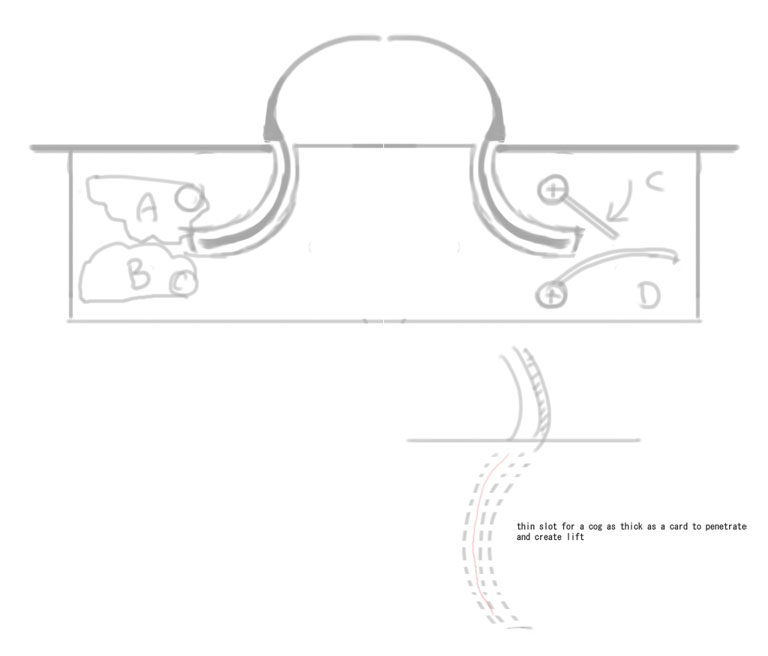 A
C
B
D
thin slot for a cog as thick as a card to penetrate
and create lift